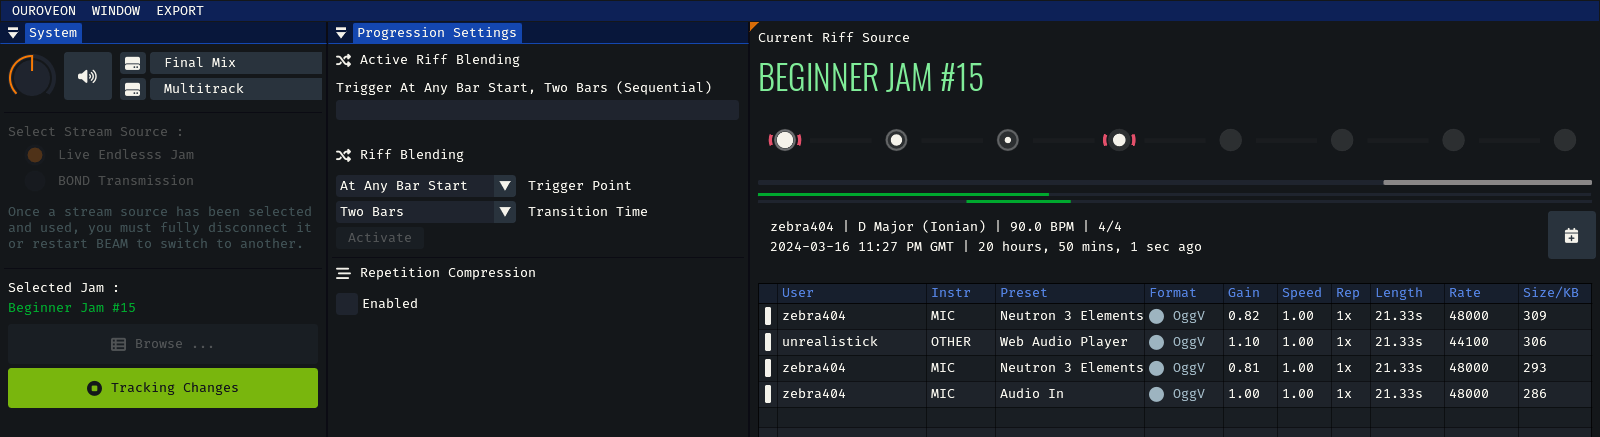 OUROVEON WINDOW EXPORT
System
Final Mix
Multitrack
Select Stream Source :
Live Endlesss Jam
BOND Transmission
Once a stream source has been selected
and used, you must fully disconnect it
or restart BEAM to switch to another.
Selected Jam :
Beginner Jam #15
Browse ...
Tracking Changes
Progression Settings
Active Riff Blending
Trigger At Any Bar Start, Two Bars (Sequential)
Riff Blending
At Any Bar Start Trigger Point
Two Bars Transition Time
Activate
Repetition Compression
Enabled
Current Riff Source
BEGINNER JAM #15
zebra404 | D Major (Ionian) | 90.0 BPM | 4/4
2024-03-16 11:27 PM GMT | 20 hours, 50 mins, 1 sec ago
User Instr Preset Format Gain Speed Rep Length Rate Size/KB
zebra404 MIC Neutron 3 Elements OggV 0.82 1.00 1x 21.33s 48000 309
unrealistick OTHER Web Audio Player OggV 1.10 1.00 1x 21.33s 44100 306
zebra404 MIC Neutron 3 Elements OggV 0.81 1.00 1x 21.33s 48000 293
zebra404 MIC Audio In OggV 1.00 1.00 1x 21.33s 48000 286